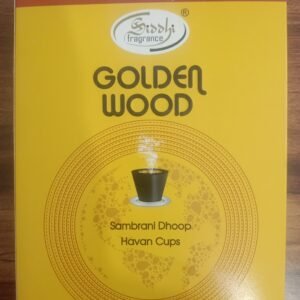 Siddhi
fragrance
®
GOLDEN
WOOD
Sambrani Dhoop
Havan Cups